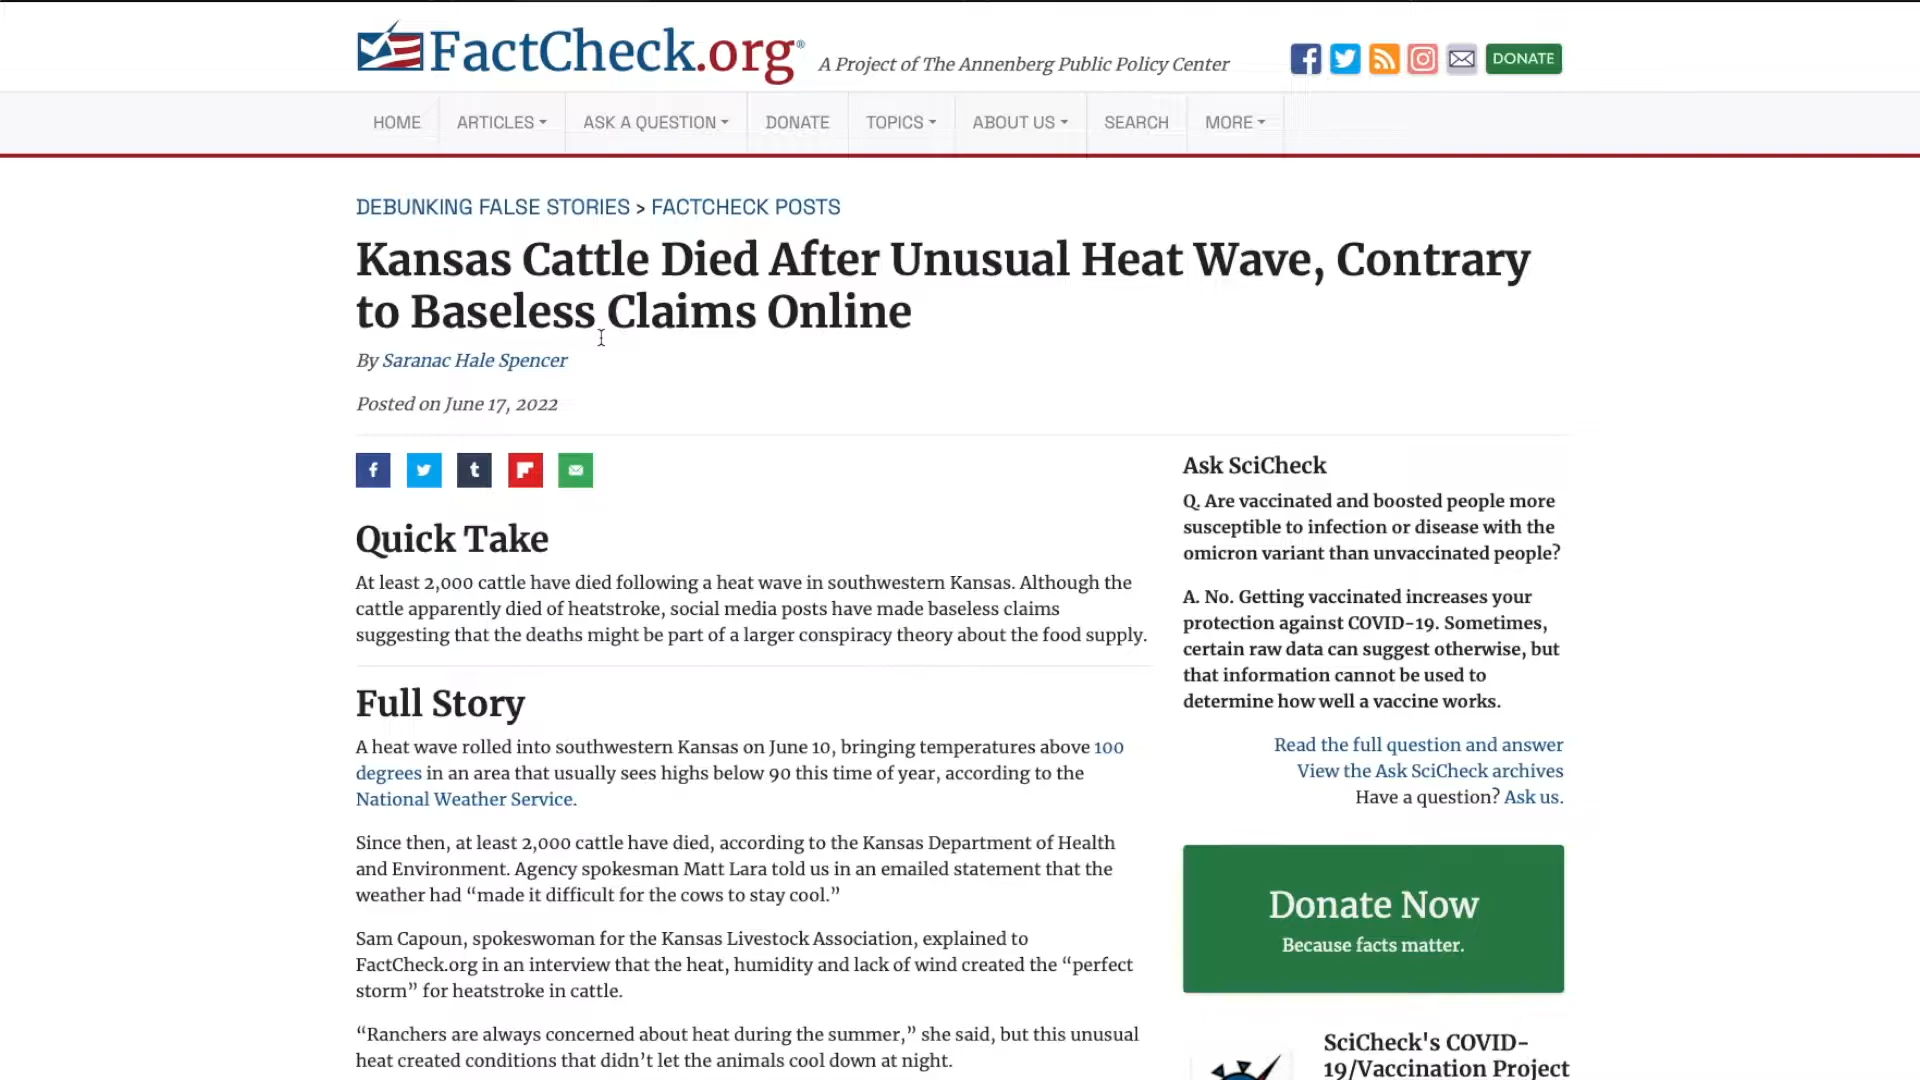 FactCheck.org®
A Project of The Annenberg Public Policy Center
DONATE
HOME
ARTICLES
ASK A QUESTION
DONATE
TOPICS
ABOUT US
SEARCH
MORE
DEBUNKING FALSE STORIES > FACTCHECK POSTS
Kansas Cattle Died After Unusual Heat Wave, Contrary
to Baseless Claims Online
By Saranac Hale Spencer
Posted on June 17, 2022
Quick Take
At least 2,000 cattle have died following a heat wave in southwestern Kansas. Although the
cattle apparently died of heatstroke, social media posts have made baseless claims
suggesting that the deaths might be part of a larger conspiracy theory about the food supply.
Full Story
A heat wave rolled into southwestern Kansas on June 10, bringing temperatures above 100
degrees in an area that usually sees highs below 90 this time of year, according to the
National Weather Service.
Since then, at least 2,000 cattle have died, according to the Kansas Department of Health
and Environment. Agency spokesman Matt Lara told us in an emailed statement that the
weather had “made it difficult for the cows to stay cool.”
Sam Capoun, spokeswoman for the Kansas Livestock Association, explained to
FactCheck.org in an interview that the heat, humidity and lack of wind created the “perfect
storm” for heatstroke in cattle.
“Ranchers are always concerned about heat during the summer,” she said, but this unusual
heat created conditions that didn’t let the animals cool down at night.
Ask SciCheck
Q. Are vaccinated and boosted people more
susceptible to infection or disease with the
omicron variant than unvaccinated people?
A. No. Getting vaccinated increases your
protection against COVID-19. Sometimes,
certain raw data can suggest otherwise, but
that information cannot be used to
determine how well a vaccine works.
Read the full question and answer
View the Ask SciCheck archives
Have a question? Ask us.
Donate Now
Because facts matter.
SciCheck's COVID-
19/Vaccination Project